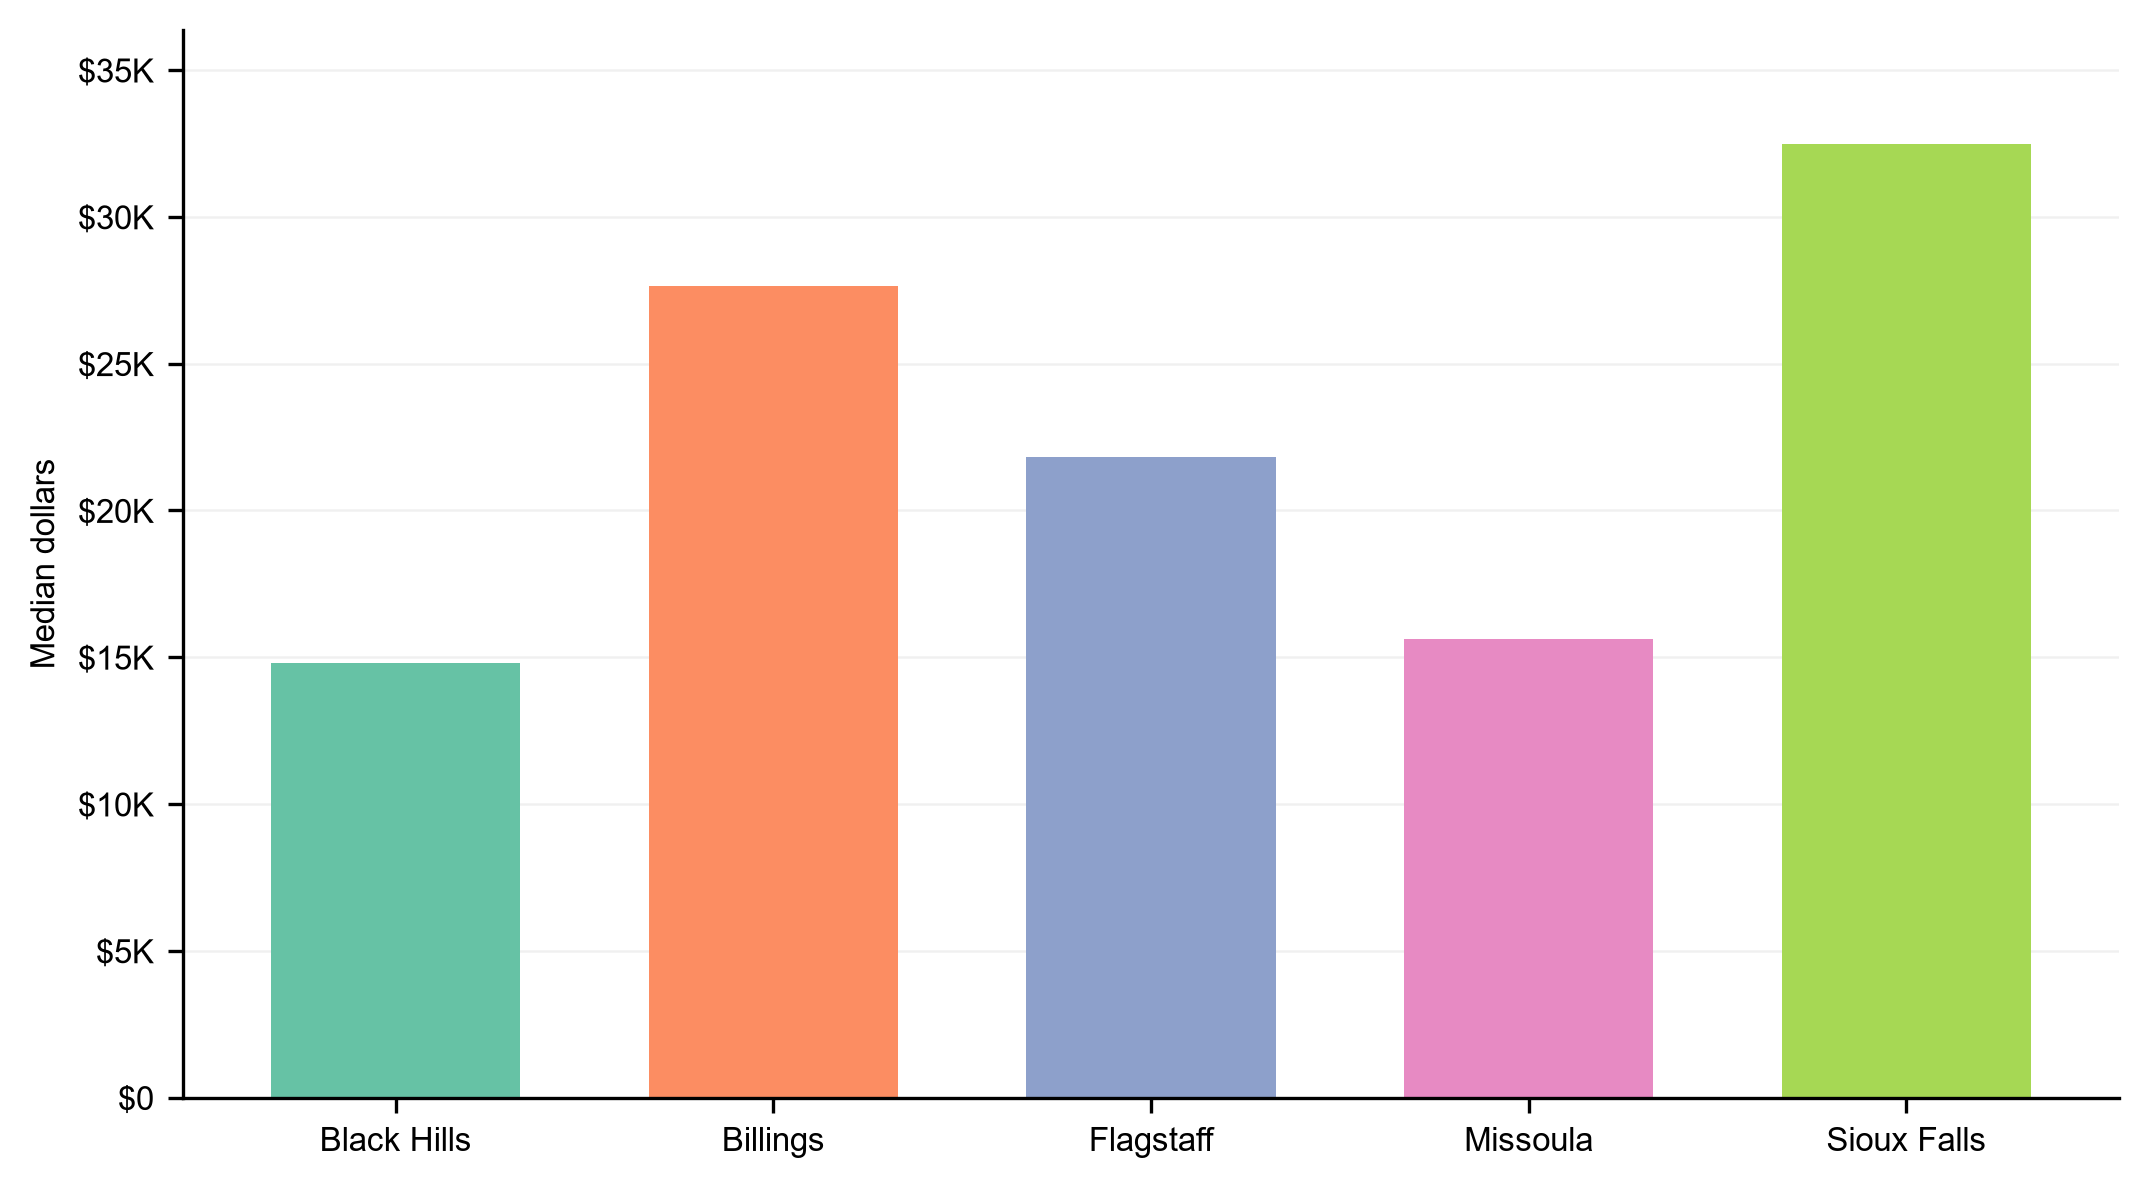 Median dollars
$35K
$30K
$25K
$20K
$15K
$10K
$5K
$0
Black Hills
Billings
Flagstaff
Missoula
Sioux Falls